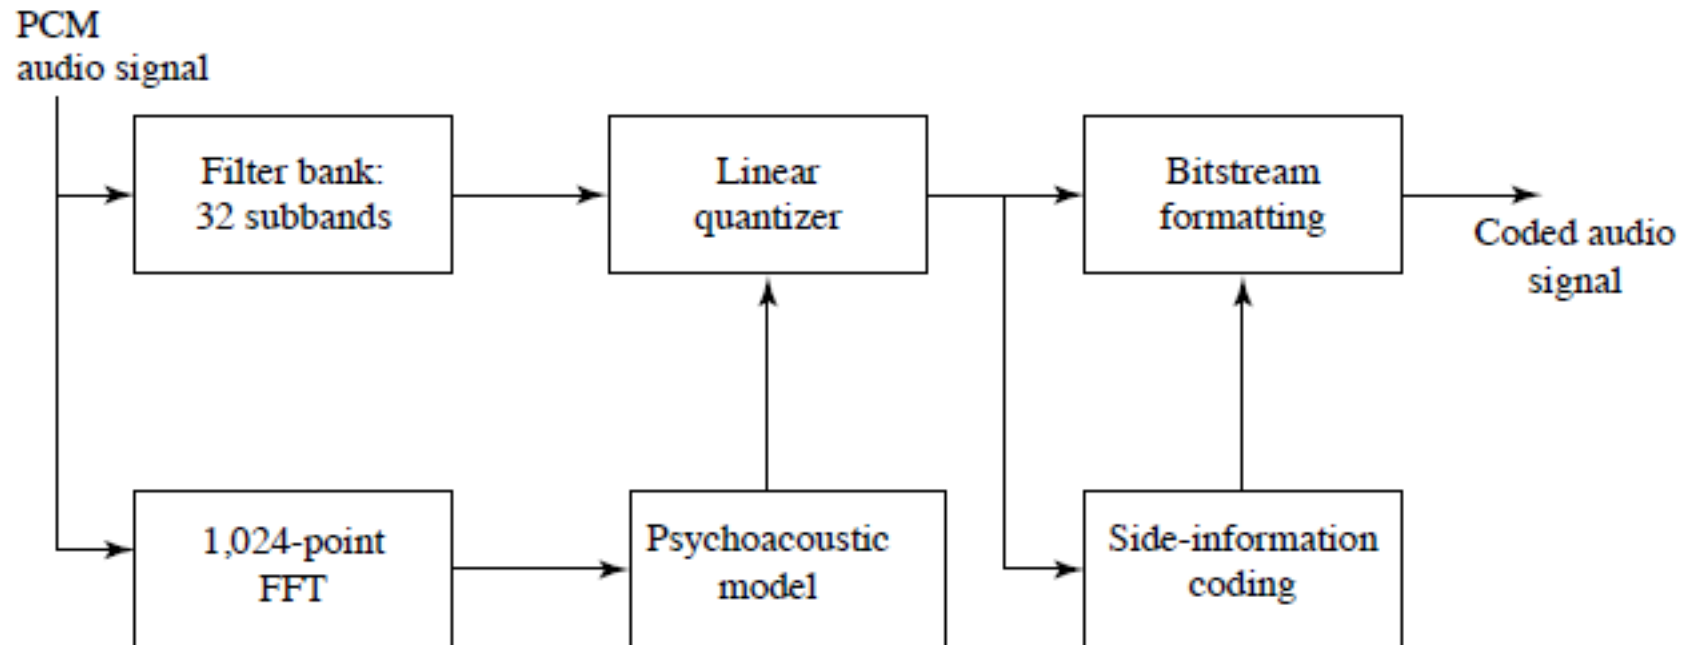 PCM
audio signal
Filter bank:
32 subbands
Linear
quantizer
Bitstream
formatting
Coded audio
signal
1,024-point
FFT
Psychoacoustic
model
Side-information
coding